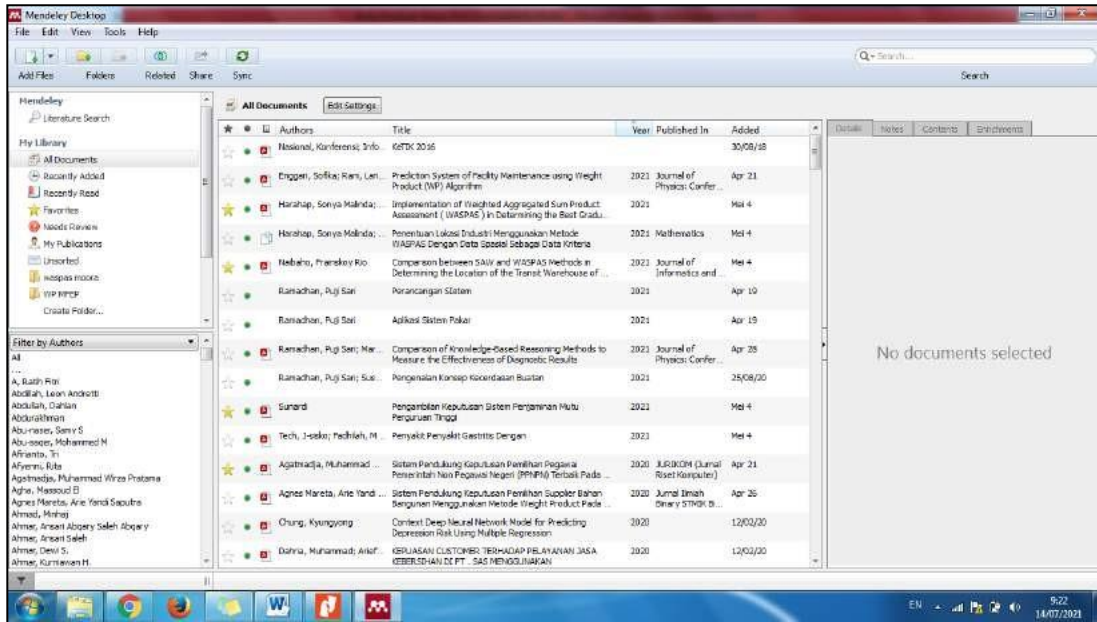 Mendeley Desktop
File Edit View Tools Help
Add Files Folders Related Share Sync
Search...
Search
Mendeley
Literature Search
My Library
All Documents
Recently Added
Recently Read
Favorites
Needs Review
My Publications
Unsorted
waspas moora
WP MFEP
Create Folder...
Filter by Authors
All
...
A, Ratih Fitri
Abdillah, Leon Andretti
Abdullah, Dahlan
Abdurakhman
Abu-naser, Samy S
Abu-saqer, Mohammed M
Afrianto, Tri
Afyenni, Rita
Agatmadja, Muhammad Wirza Pratama
Agha, Massoud El
Agnes Mareta, Arie Yandi Saputra
Ahmad, Minhaj
Ahmar, Ansari Abqary Saleh Abqary
Ahmar, Ansari Saleh
Ahmar, Dewi S.
Ahmar, Kurniawan H.
All Documents Edit Settings
Authors Title Year Published In Added
Nasional, Konferensi; Info... KeTIK 2016 30/08/18
Enggari, Sofika; Rani, Lari... Prediction System of Facility Maintenance using Weight 2021 Journal of Apr 21
Product (WP) Algorithm Physics: Confer...
Harahap, Sonya Malinda; ... Implementation of Weighted Aggregated Sum Product 2021 Mei 4
Assessment ( WASPAS ) in Determining the Best Gradu...
Harahap, Sonya Malinda; ... Penentuan Lokasi Industri Menggunakan Metode 2021 Mathematics Mei 4
WASPAS Dengan Data Spasial Sebagai Data Kriteria
Naibaho, Franskoy Rio Comparison between SAW and WASPAS Methods in 2021 Journal of Mei 4
Determining the Location of the Transit Warehouse of ... Informatics and ...
Ramadhan, Puji Sari Perancangan Sistem 2021 Apr 19
Ramadhan, Puji Sari Aplikasi Sistem Pakar 2021 Apr 19
Ramadhan, Puji Sari; Mar... Comparison of Knowledge-Based Reasoning Methods to 2021 Journal of Apr 28
Measure the Effectiveness of Diagnostic Results Physics: Confer...
Ramadhan, Puji Sari; Sus... Pengenalan Konsep Kecerdasan Buatan 2021 25/08/20
Sunardi Pengambilan Keputusan Sistem Penjaminan Mutu 2021 Mei 4
Perguruan Tinggi
Tech, J-sisko; Fadhilah, M... Penyakit Penyakit Gastritis Dengan 2021 Mei 4
Agatmadja, Muhammad ... Sistem Pendukung Keputusan Pemilihan Pegawai 2020 JURIKOM (Jurnal Apr 21
Pemerintah Non Pegawai Negeri (PPNPN) Terbaik Pada ... Riset Komputer)
Agnes Mareta, Arie Yandi ... Sistem Pendukung Keputusan Pemilihan Supplier Bahan 2020 Jurnal Ilmiah Apr 26
Bangunan Menggunakan Metode Weight Product Pada ... Binary STMIK B...
Chung, Kyungyong Context Deep Neural Network Model for Predicting 2020 12/02/20
Depression Risk Using Multiple Regression
Dahria, Muhammad; Arief... KEPUASAN CUSTOMER TERHADAP PELAYANAN JASA 2020 12/02/20
KEBERSIHAN DI PT . SAS MENGGUNAKAN
Details Notes Contents Enrichments
No documents selected
EN 9:22
14/07/2021